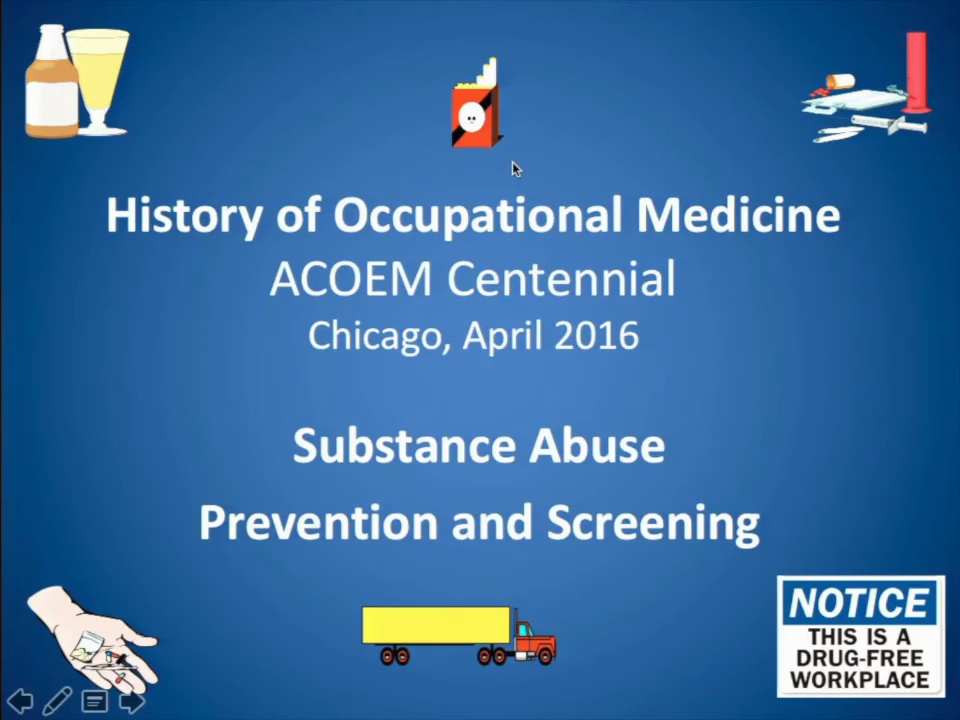 History of Occupational Medicine
ACOEM Centennial
Chicago, April 2016
Substance Abuse
Prevention and Screening
NOTICE
THIS IS A
DRUG-FREE
WORKPLACE